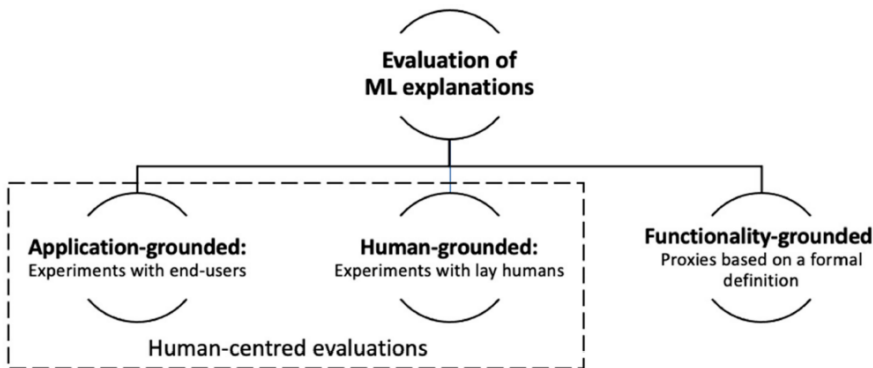 Evaluation of
ML explanations
Application-grounded:
Experiments with end-users
Human-grounded:
Experiments with lay humans
Functionality-grounded
Proxies based on a formal
definition
Human-centred evaluations